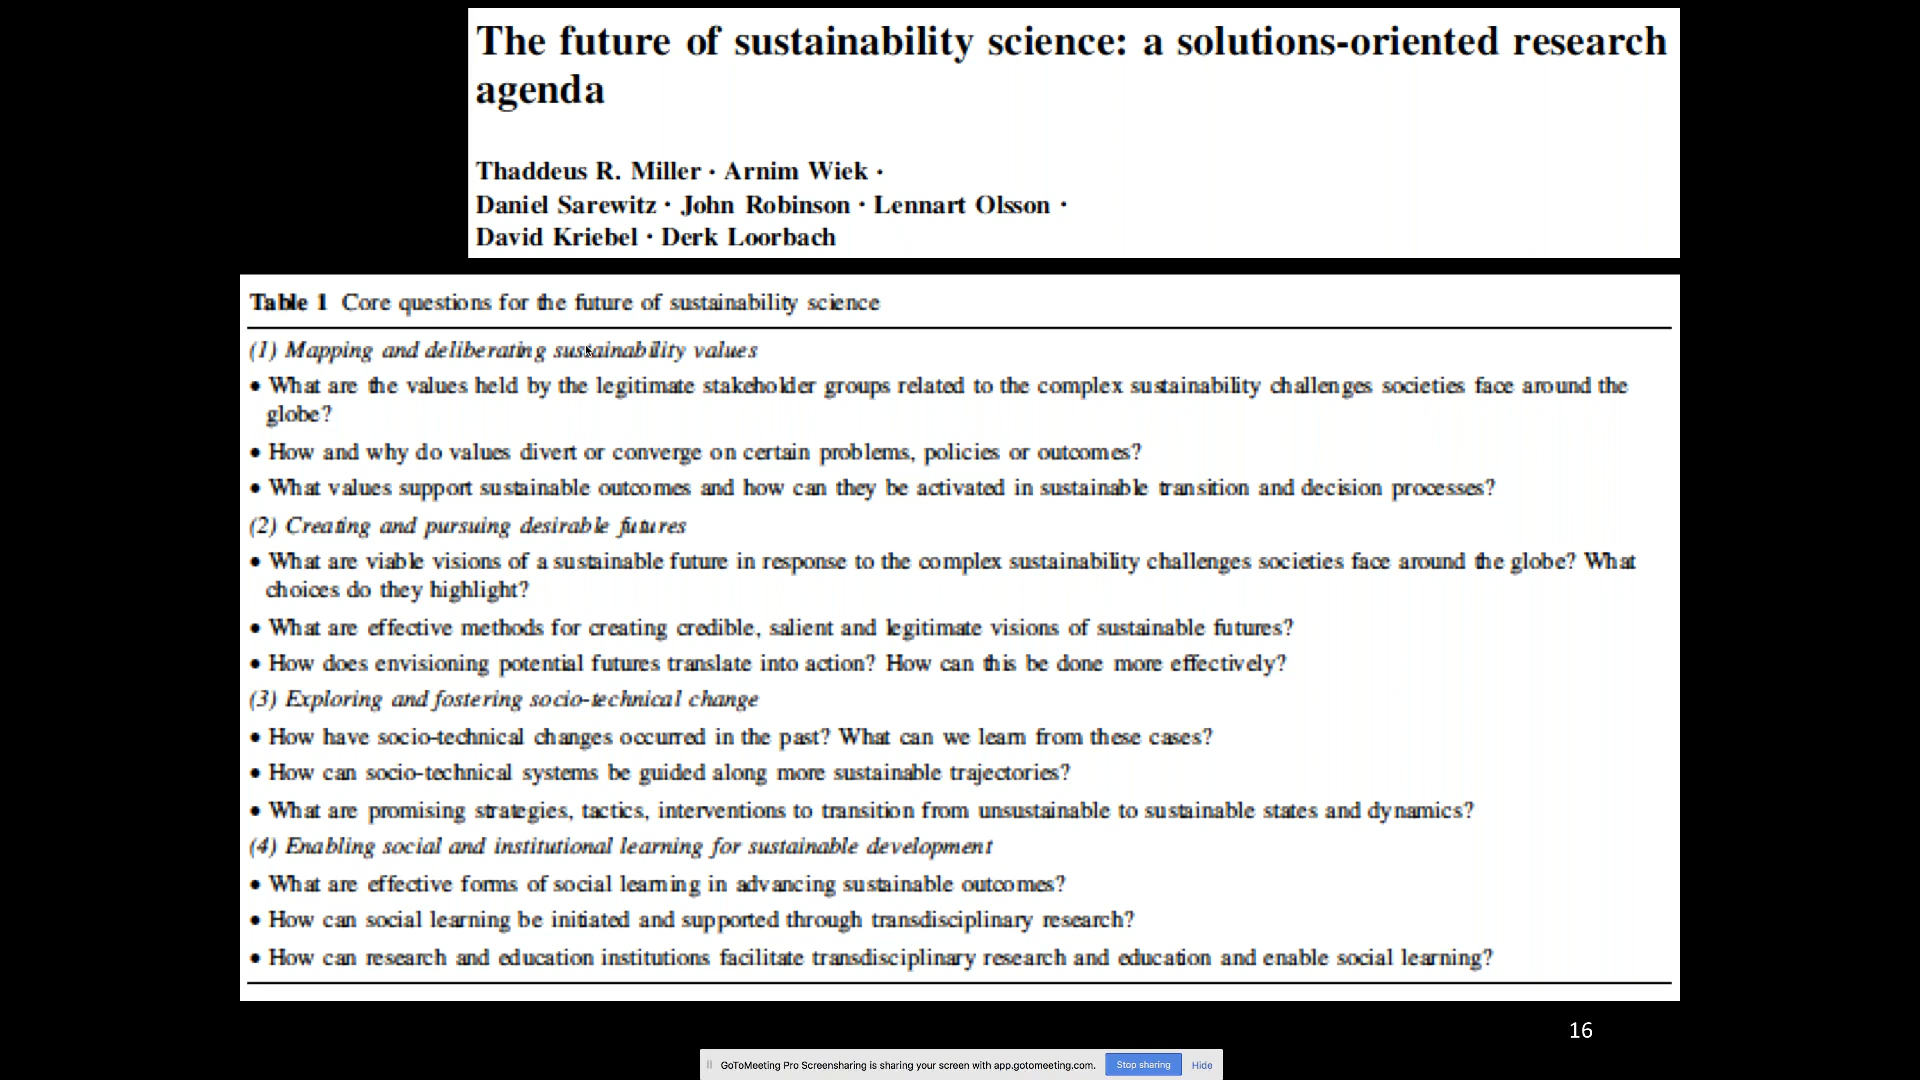 The future of sustainability science: a solutions-oriented research
agenda
Thaddeus R. Miller · Arnim Wiek ·
Daniel Sarewitz · John Robinson · Lennart Olsson ·
David Kriebel · Derk Loorbach
Table 1 Core questions for the future of sustainability science
(1) Mapping and deliberating sustainability values
• What are the values held by the legitimate stakeholder groups related to the complex sustainability challenges societies face around the
globe?
• How and why do values divert or converge on certain problems, policies or outcomes?
• What values support sustainable outcomes and how can they be activated in sustainable transition and decision processes?
(2) Creating and pursuing desirable futures
• What are viable visions of a sustainable future in response to the complex sustainability challenges societies face around the globe? What
choices do they highlight?
• What are effective methods for creating credible, salient and legitimate visions of sustainable futures?
• How does envisioning potential futures translate into action? How can this be done more effectively?
(3) Exploring and fostering socio-technical change
• How have socio-technical changes occurred in the past? What can we learn from these cases?
• How can socio-technical systems be guided along more sustainable trajectories?
• What are promising strategies, tactics, interventions to transition from unsustainable to sustainable states and dynamics?
(4) Enabling social and institutional learning for sustainable development
• What are effective forms of social learning in advancing sustainable outcomes?
• How can social learning be initiated and supported through transdisciplinary research?
• How can research and education institutions facilitate transdisciplinary research and education and enable social learning?
16
GoToMeeting Pro Screensharing is sharing your screen with app.gotomeeting.com. Stop sharing Hide